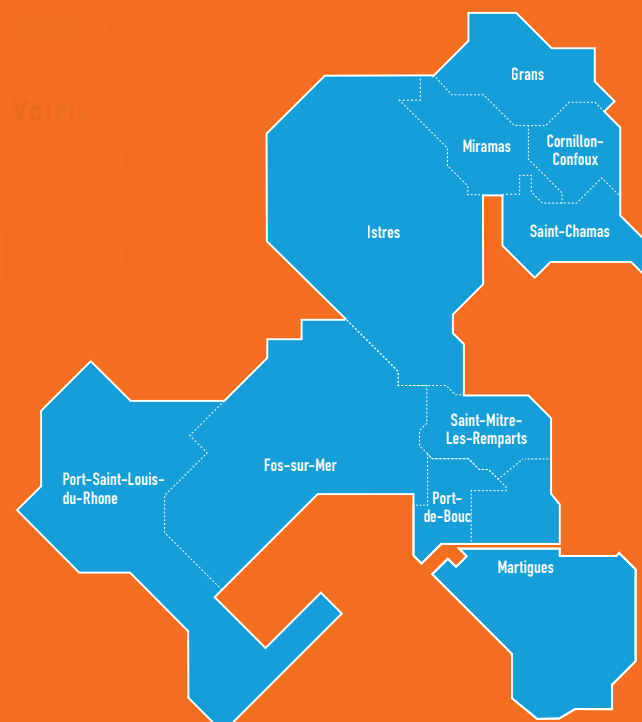 Voirie
Grans
Miramas
Cornillon-
Confoux
Istres
Saint-Chamas
Saint-Mitre-
Les-Remparts
Port-Saint-Louis-
du-Rhone
Fos-sur-Mer
Port-
de-Bouc
Martigues